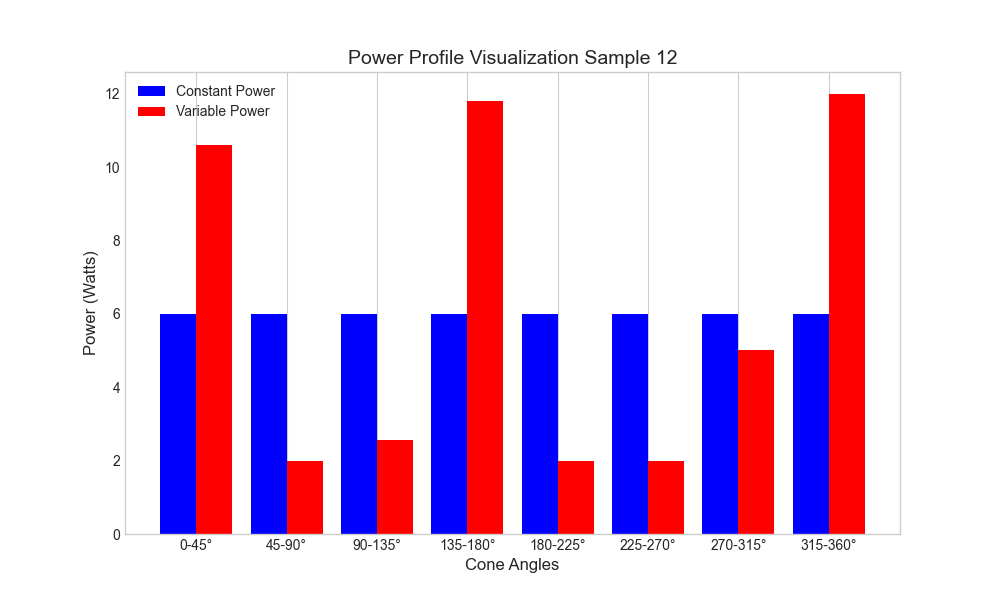 Power Profile Visualization Sample 12
Constant Power
Variable Power
Power (Watts)
12
10
8
6
4
2
0
0-45° 45-90° 90-135° 135-180° 180-225° 225-270° 270-315° 315-360°
Cone Angles